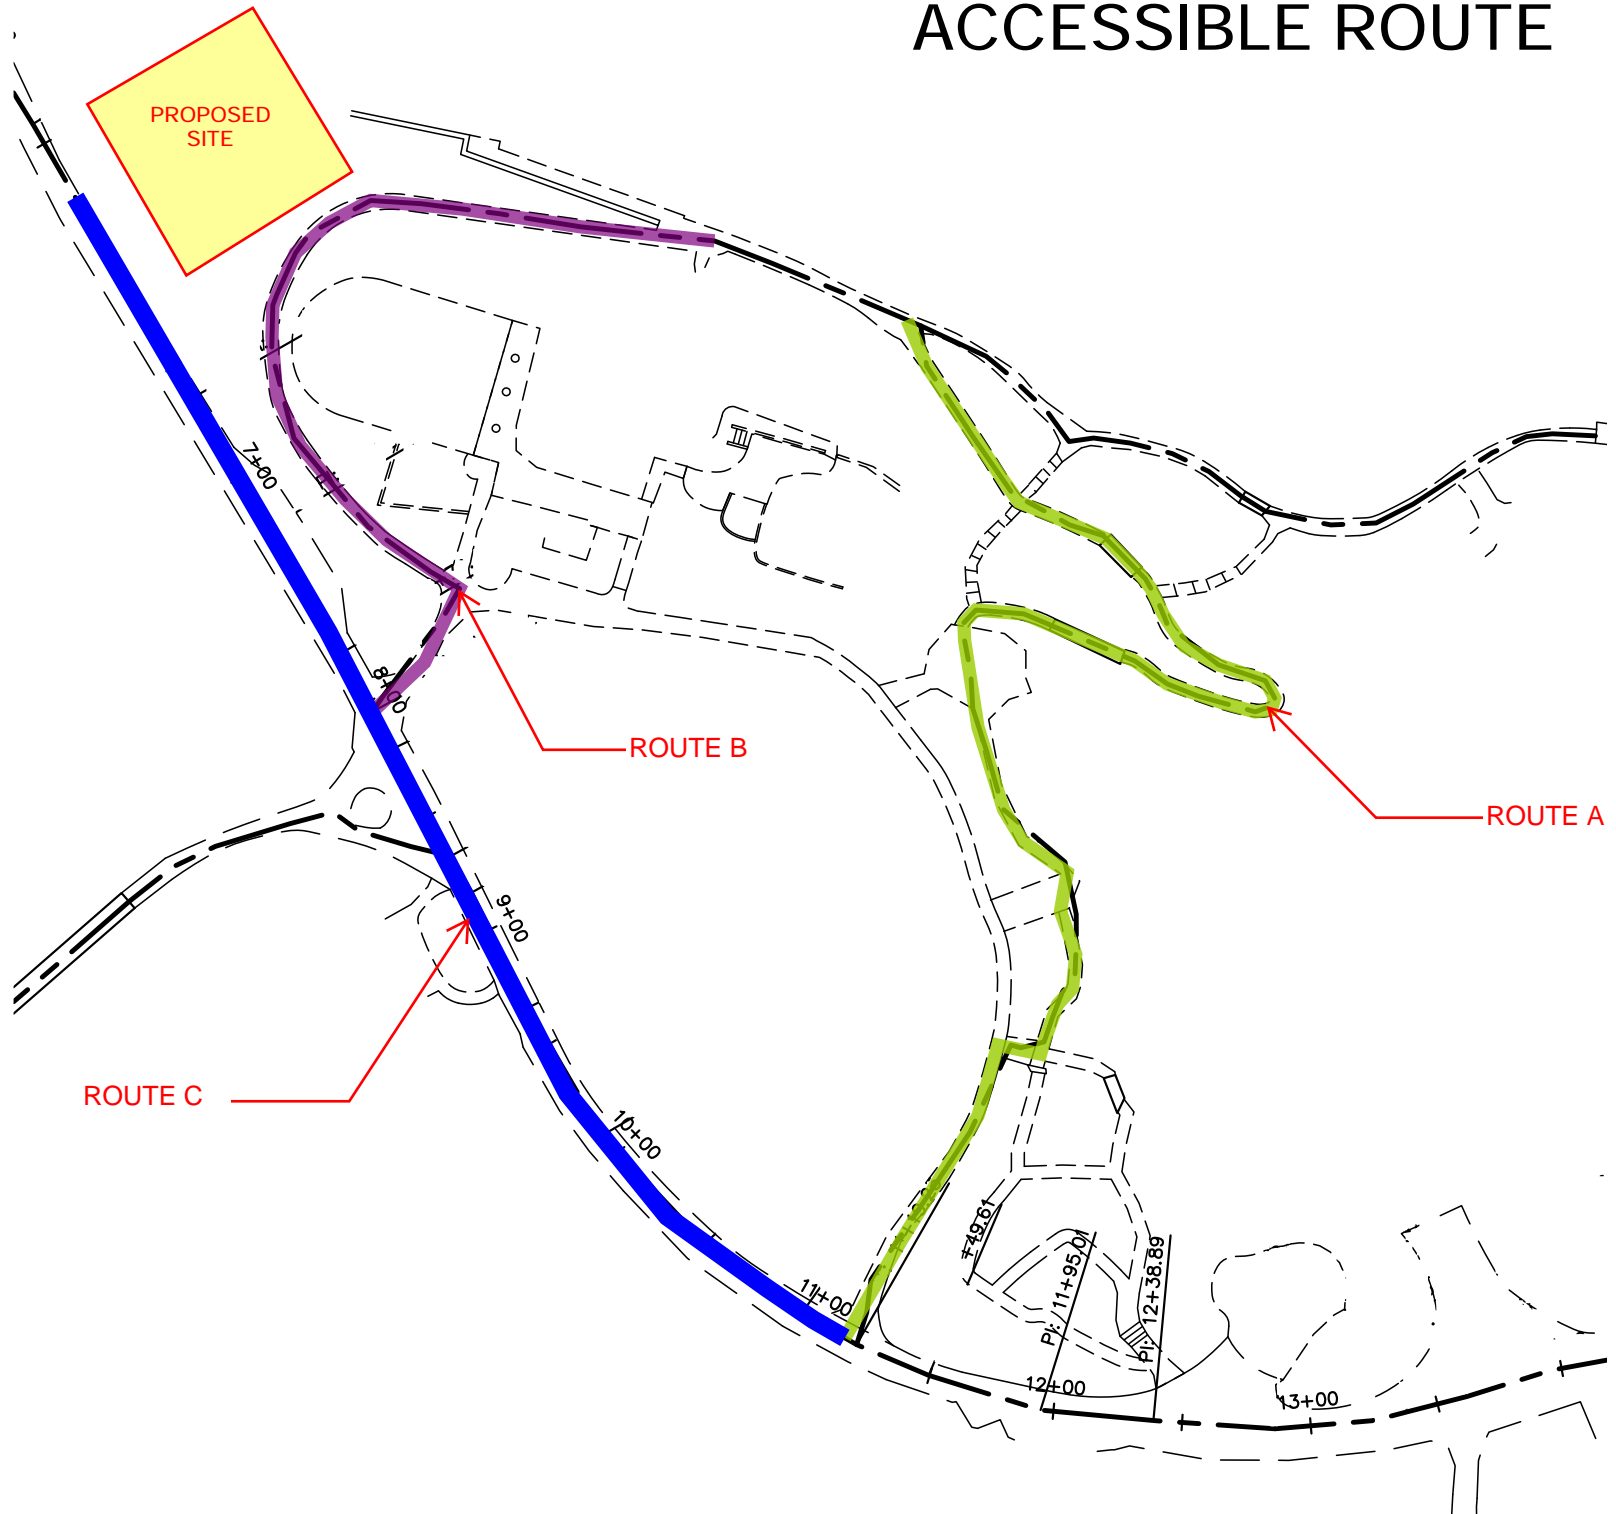 ACCESSIBLE ROUTE
PROPOSED
SITE
7+00
8+00
ROUTE B
ROUTE A
9+00
ROUTE C
10+00
+49.61
PI: 11+95.01
PI: 12+38.89
11+00
12+00
13+00